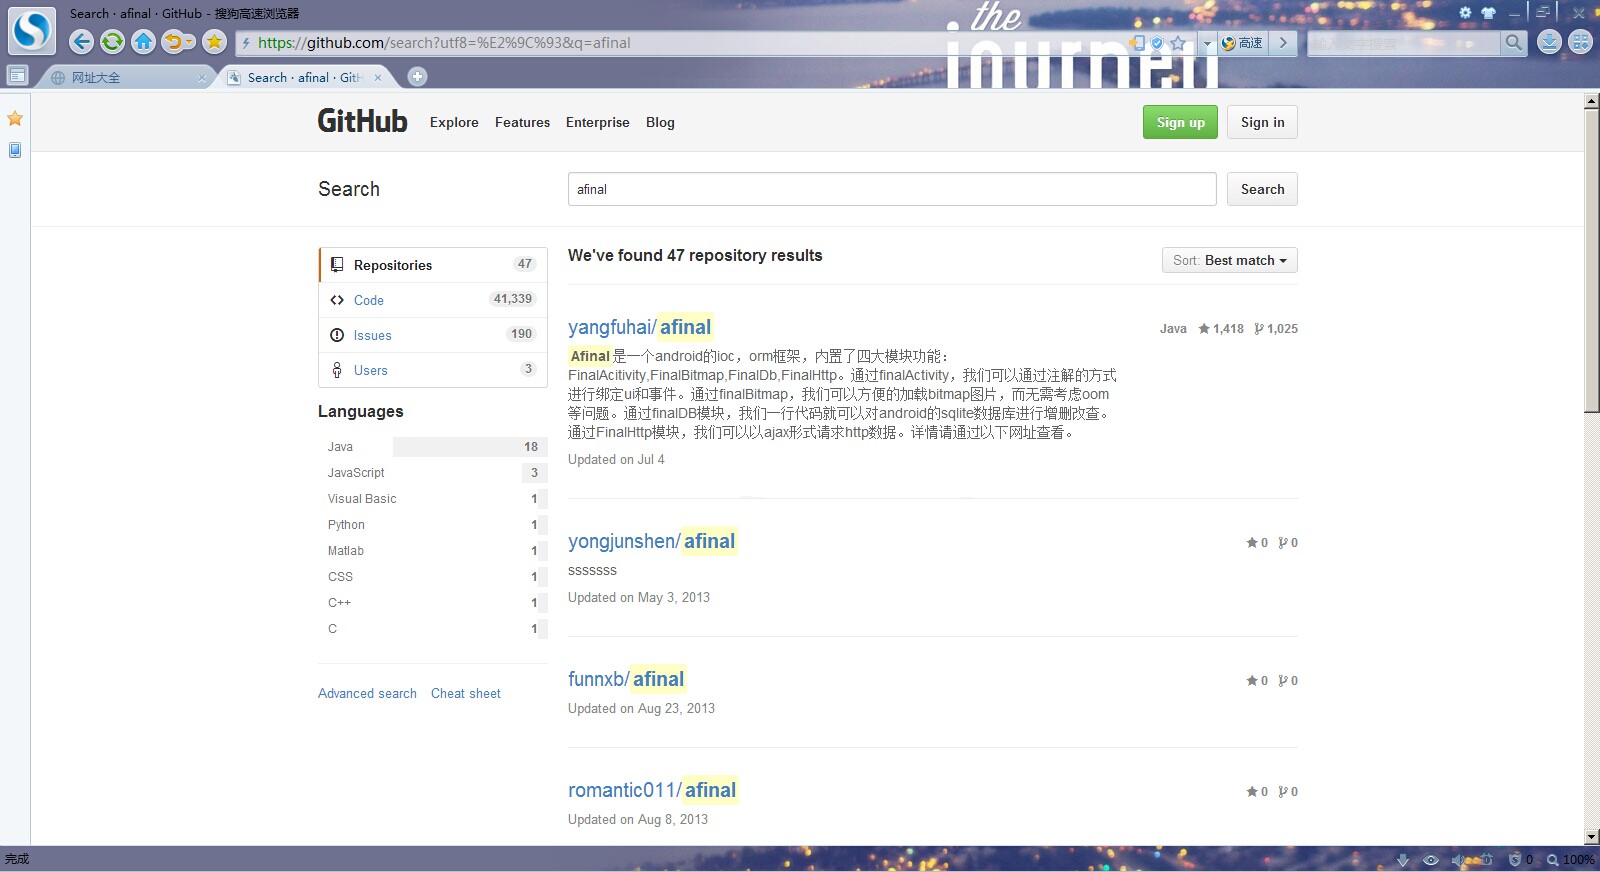 Search · afinal · GitHub - 搜狗高速浏览器
https://github.com/search?utf8=%E2%9C%93&q=afinal
高速
the
journey
网址大全
Search · afinal · GitH
GitHub
Explore Features Enterprise Blog
Sign up Sign in
Search
afinal
Search
Repositories 47
Code 41,339
Issues 190
Users 3
Languages
Java 18
JavaScript 3
Visual Basic 1
Python 1
Matlab 1
CSS 1
C++ 1
C 1
Advanced search Cheat sheet
We've found 47 repository results
Sort: Best match
yangfuhai/afinal
Java 1,418 1,025
Afinal是一个android的ioc，orm框架，内置了四大模块功能：
FinalAcitivity,FinalBitmap,FinalDb,FinalHttp。通过finalActivity，我们可以通过注解的方式
进行绑定ui和事件。通过finalBitmap，我们可以方便的加载bitmap图片，而无需考虑oom
等问题。通过finalDB模块，我们一行代码就可以对android的sqlite数据库进行增删改查。
通过FinalHttp模块，我们可以以ajax形式请求http数据。详情请通过以下网址查看。
Updated on Jul 4
yongjunshen/afinal
0 0
sssssss
Updated on May 3, 2013
funnxb/afinal
0 0
Updated on Aug 23, 2013
romantic011/afinal
0 0
Updated on Aug 8, 2013
完成
0 100%